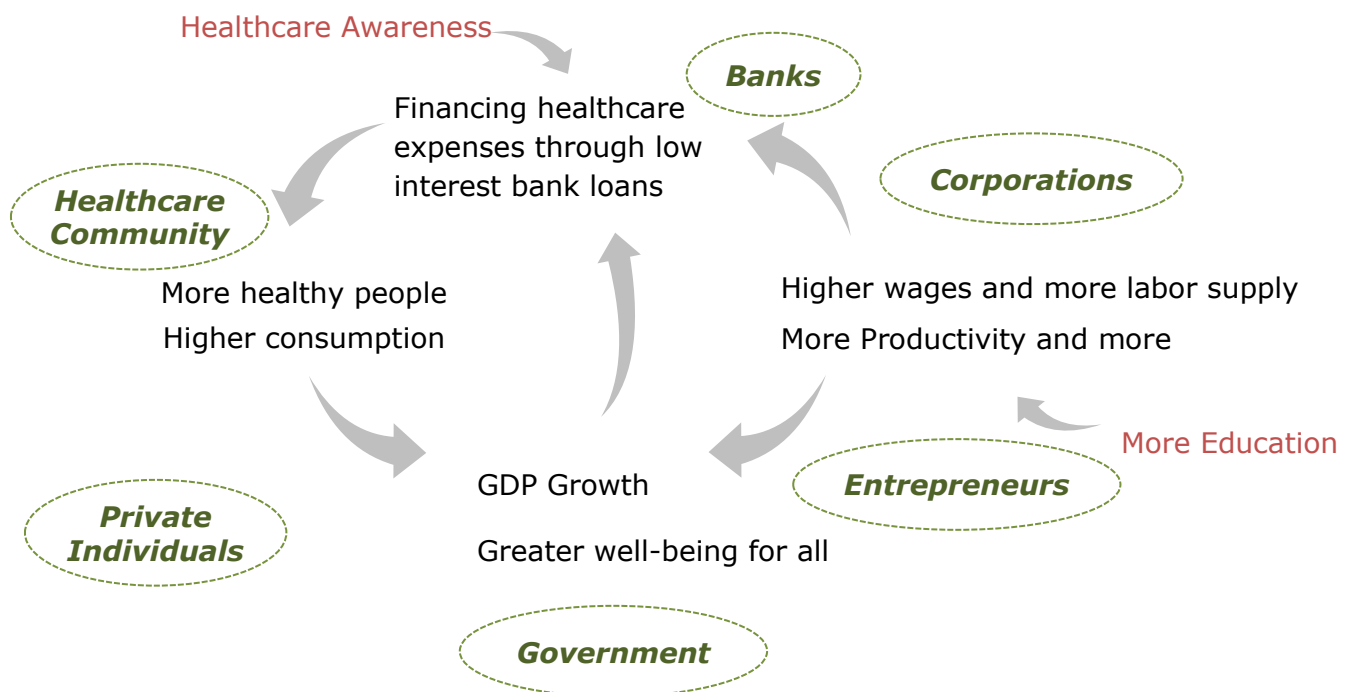 Healthcare Awareness
Banks
Financing healthcare
expenses through low
interest bank loans
Corporations
Healthcare
Community
More healthy people
Higher consumption
Higher wages and more labor supply
More Productivity and more
More Education
GDP Growth
Greater well-being for all
Entrepreneurs
Private
Individuals
Government